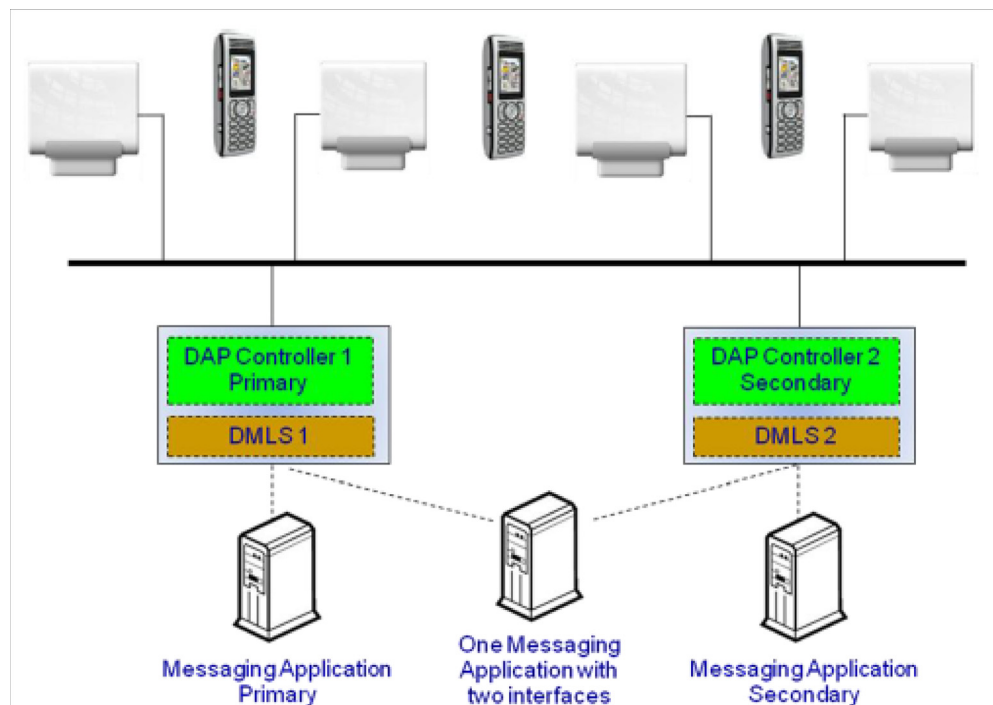 DAP Controller 1
Primary
DMLS 1
DAP Controller 2
Secondary
DMLS 2
Messaging Application
Primary
One Messaging
Application with
two interfaces
Messaging Application
Secondary